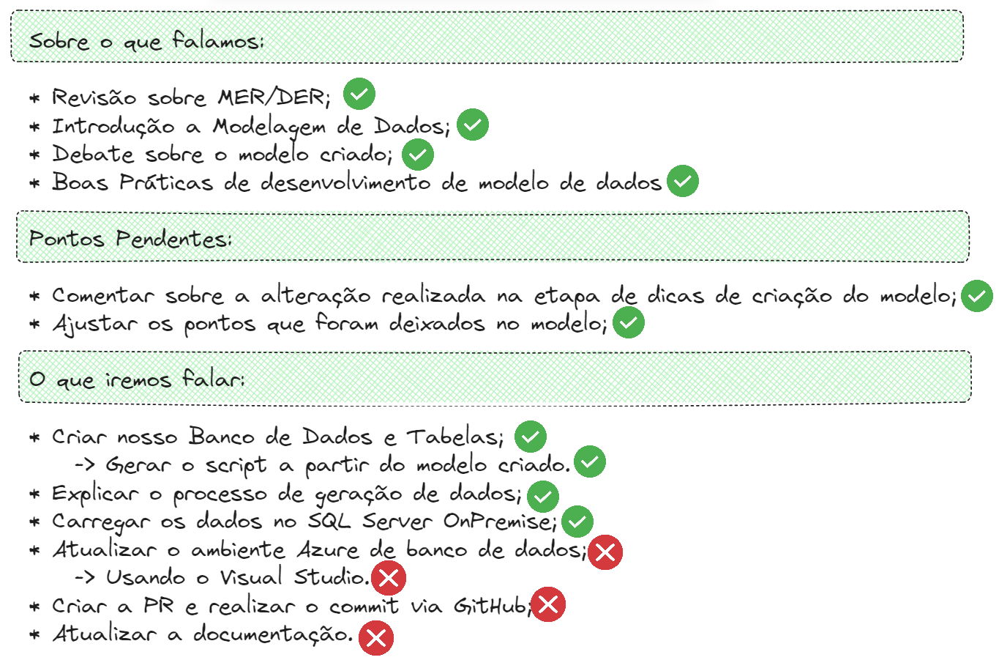 Sobre o que falamos:
* Revisão sobre MER/DER;
* Introdução a Modelagem de Dados;
* Debate sobre o modelo criado;
* Boas Práticas de desenvolvimento de modelo de dados
Pontos Pendentes:
* Comentar sobre a alteração realizada na etapa de dicas de criação do modelo;
* Ajustar os pontos que foram deixados no modelo;
O que iremos falar:
* Criar nosso Banco de Dados e Tabelas;
-> Gerar o script a partir do modelo criado.
* Explicar o processo de geração de dados;
* Carregar os dados no SQL Server OnPremise;
* Atualizar o ambiente Azure de banco de dados;
-> Usando o Visual Studio.
* Criar a PR e realizar o commit via GitHub;
* Atualizar a documentação.